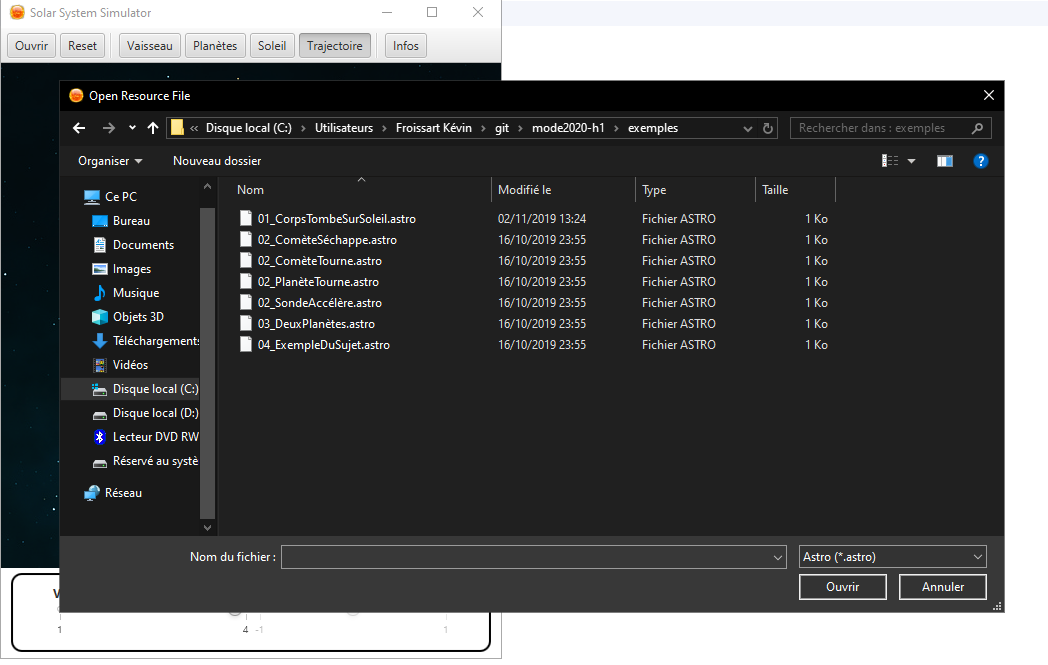 Solar System Simulator
Ouvrir Reset Vaisseau Planètes Soleil Trajectoire Infos
Open Resource File
« Disque local (C:) > Utilisateurs > Froissart Kévin > git > mode2020-h1 > exemples
Rechercher dans : exemples
Organiser Nouveau dossier
Nom Modifié le Type Taille
Ce PC
Bureau
Documents
Images
Musique
Objets 3D
Téléchargements
Vidéos
Disque local (C:)
Disque local (D:)
Lecteur DVD RW
Réservé au systè
Réseau
01_CorpsTombeSurSoleil.astro 02/11/2019 13:24 Fichier ASTRO 1 Ko
02_ComèteSéchappe.astro 16/10/2019 23:55 Fichier ASTRO 1 Ko
02_ComèteTourne.astro 16/10/2019 23:55 Fichier ASTRO 1 Ko
02_PlanèteTourne.astro 16/10/2019 23:55 Fichier ASTRO 1 Ko
02_SondeAccélère.astro 16/10/2019 23:55 Fichier ASTRO 1 Ko
03_DeuxPlanètes.astro 16/10/2019 23:55 Fichier ASTRO 1 Ko
04_ExempleDuSujet.astro 16/10/2019 23:55 Fichier ASTRO 1 Ko
Nom du fichier : Astro (*.astro)
Ouvrir Annuler
1 4 -1 1